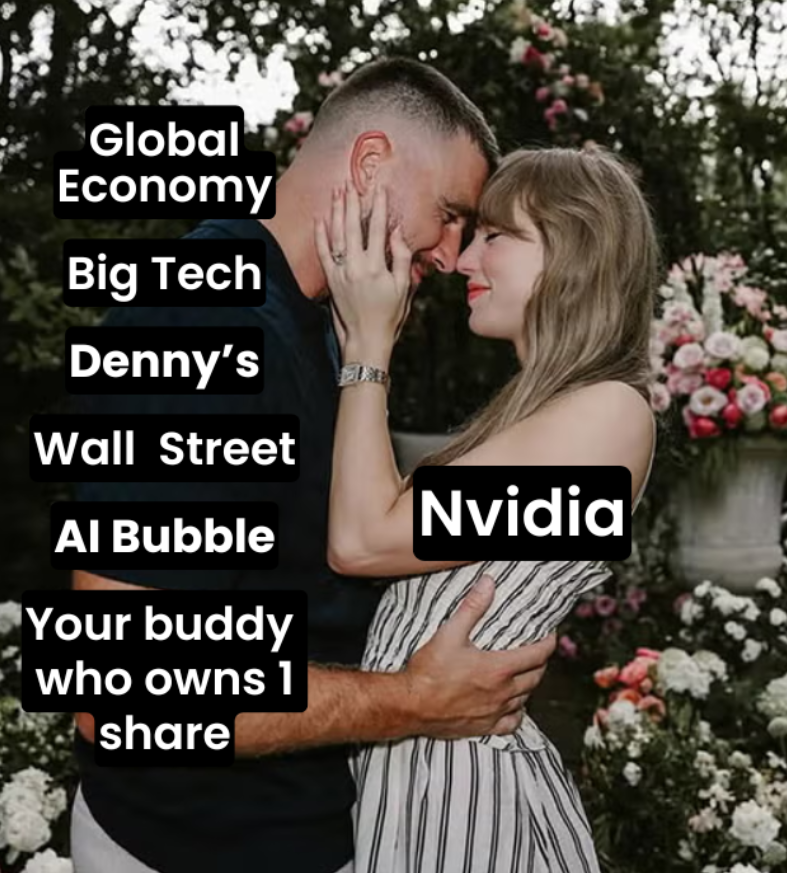 Global
Economy
Big Tech
Denny’s
Wall Street
AI Bubble
Your buddy
who owns 1
share
Nvidia